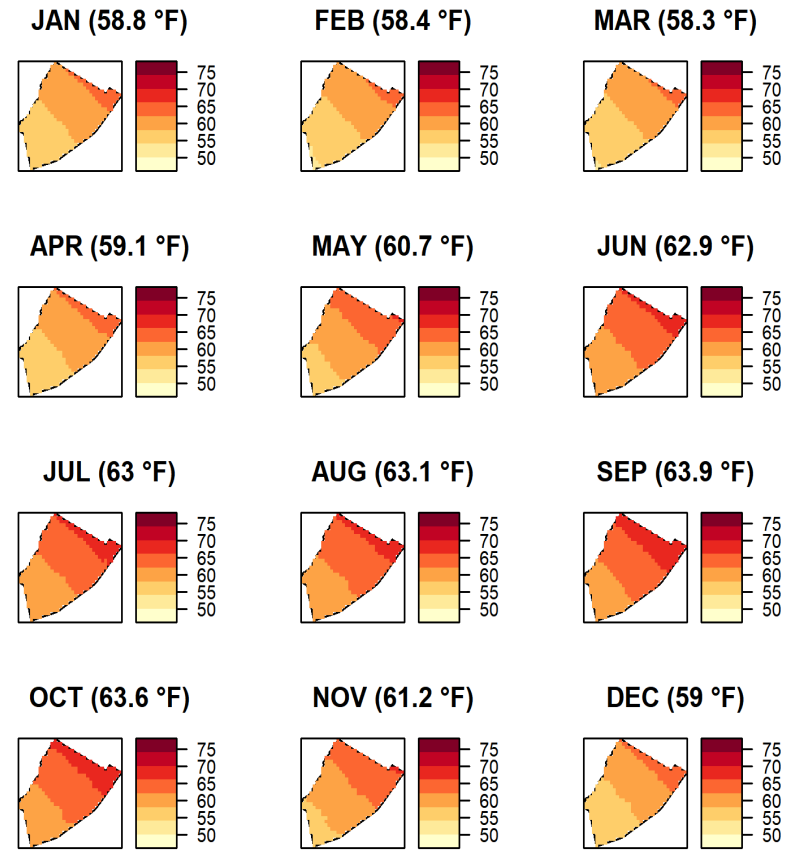 JAN (58.8 °F) FEB (58.4 °F) MAR (58.3 °F)
75 75 75
70 70 70
65 65 65
60 60 60
55 55 55
50 50 50
APR (59.1 °F) MAY (60.7 °F) JUN (62.9 °F)
75 75 75
70 70 70
65 65 65
60 60 60
55 55 55
50 50 50
JUL (63 °F) AUG (63.1 °F) SEP (63.9 °F)
75 75 75
70 70 70
65 65 65
60 60 60
55 55 55
50 50 50
OCT (63.6 °F) NOV (61.2 °F) DEC (59 °F)
75 75 75
70 70 70
65 65 65
60 60 60
55 55 55
50 50 50